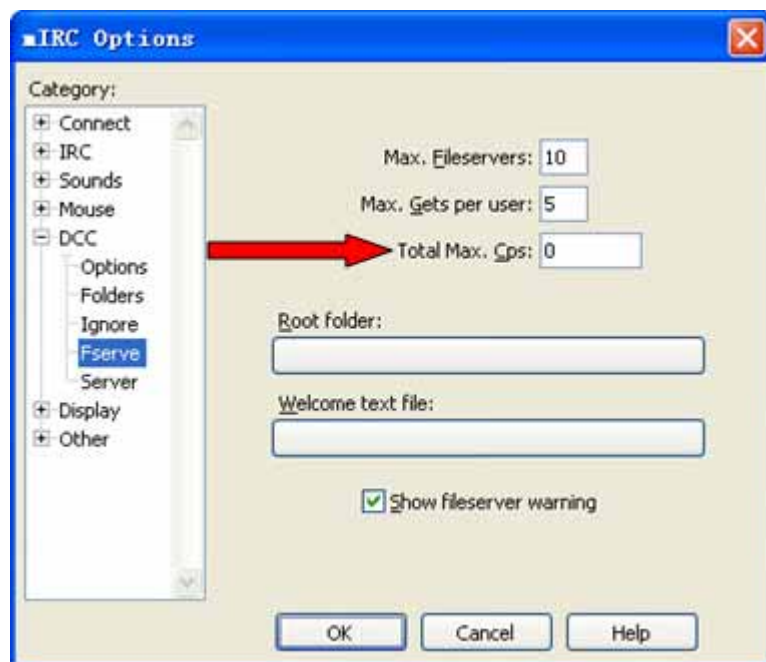 mIRC Options
Category:
Connect
IRC
Sounds
Mouse
DCC
Options
Folders
Ignore
Fserve
Server
Display
Other
Max. Fileservers: 10
Max. Gets per user: 5
Total Max. Cps: 0
Root folder:
Welcome text file:
Show fileserver warning
OK Cancel Help